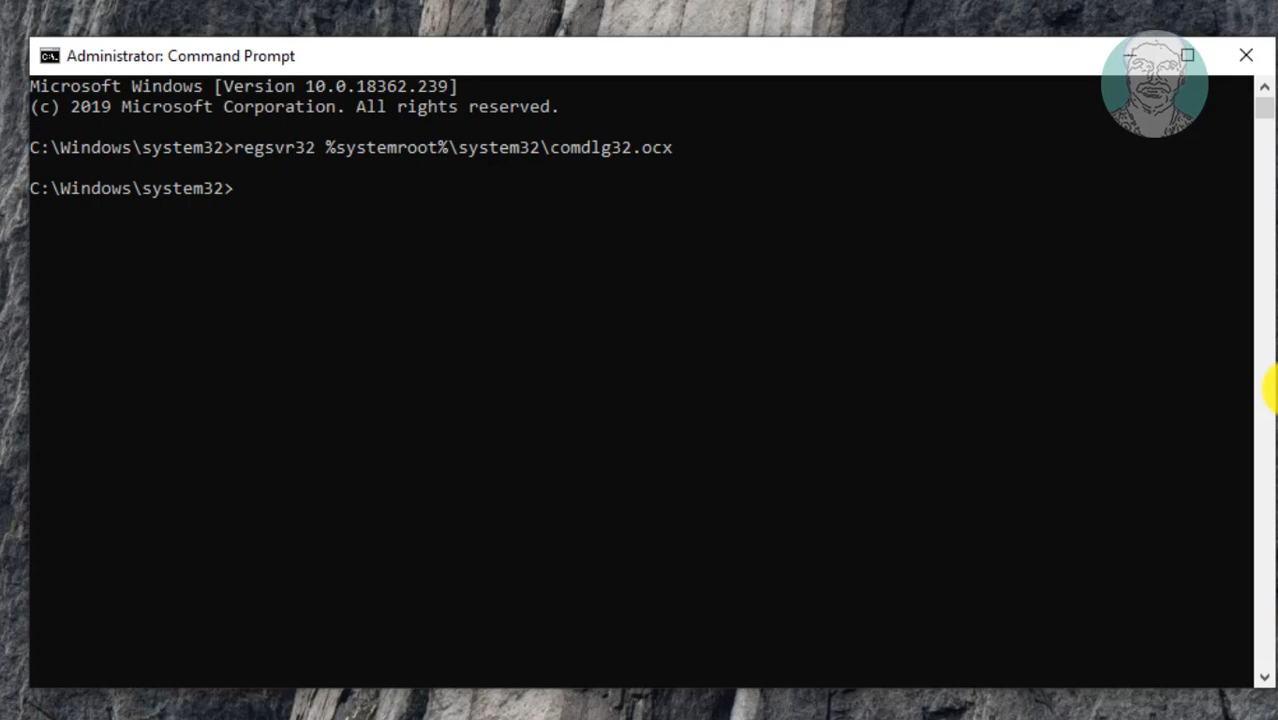 Administrator: Command Prompt
Microsoft Windows [Version 10.0.18362.239]
(c) 2019 Microsoft Corporation. All rights reserved.
C:\Windows\system32>regsvr32 %systemroot%\system32\comdlg32.ocx
C:\Windows\system32>